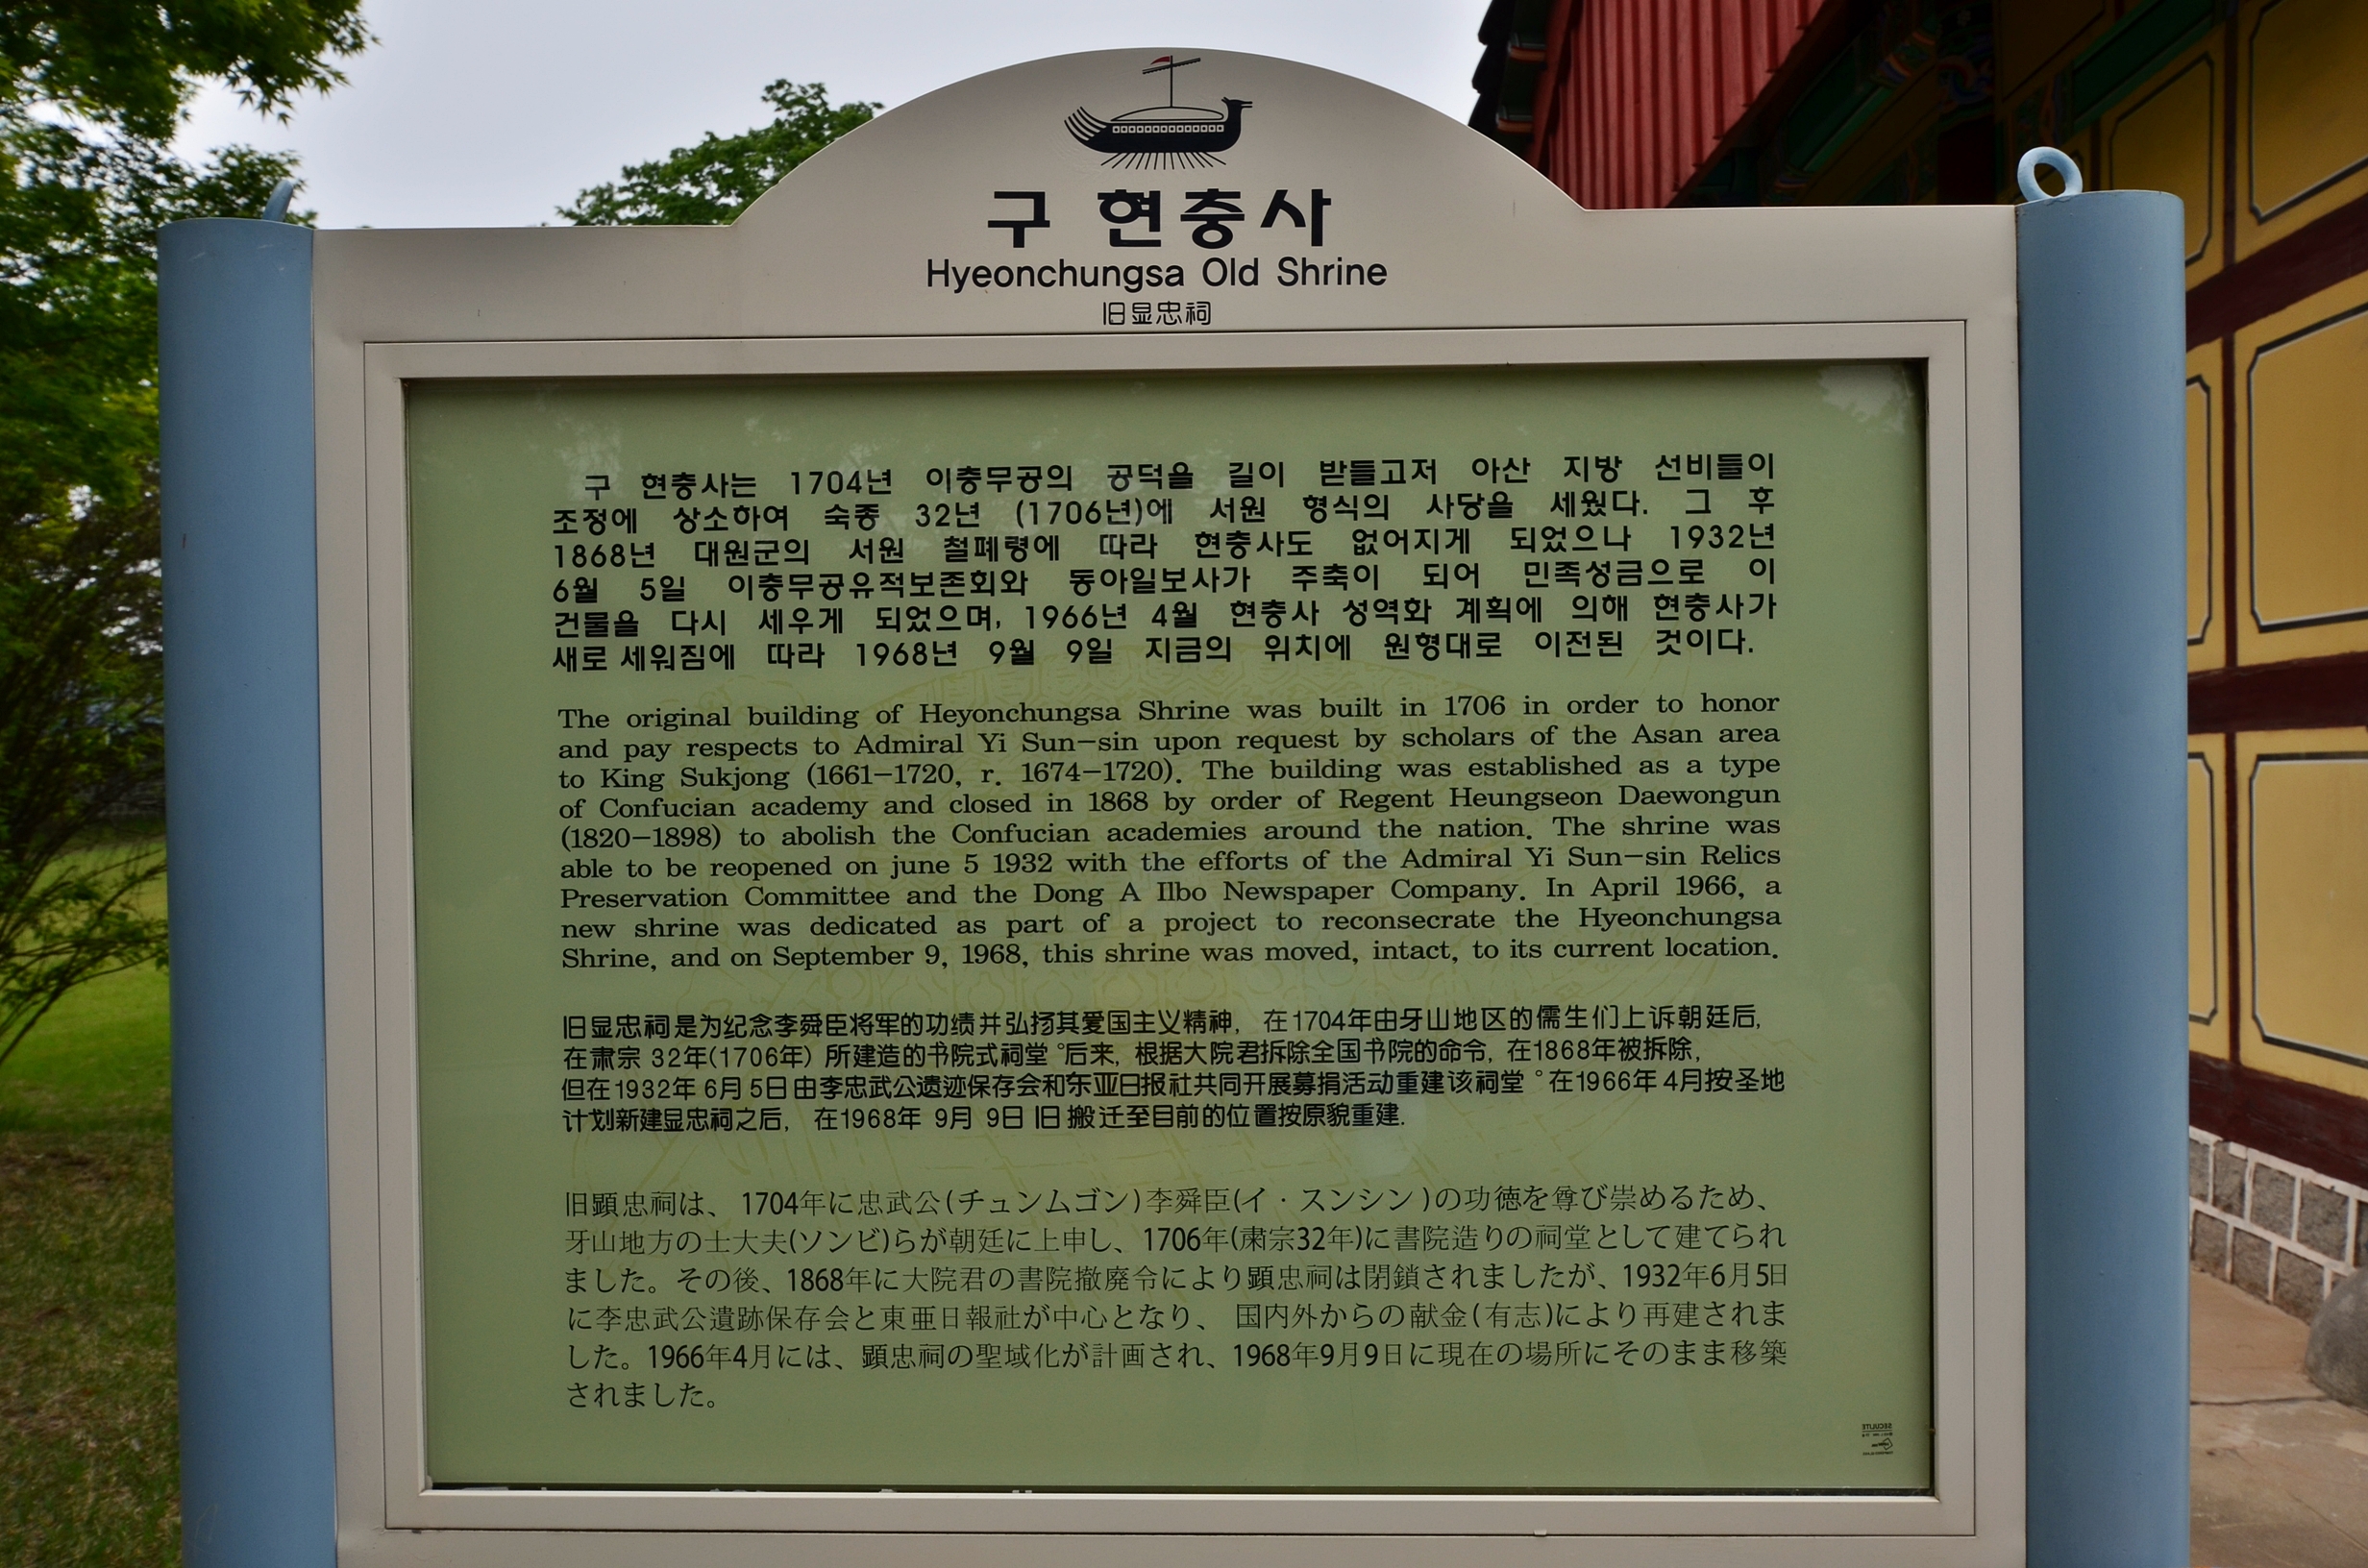 구 현충사
Hyeonchungsa Old Shrine
旧显忠祠
구 현충사는 1704년 이충무공의 공덕을 길이 받들고저 아산 지방 선비들이
조정에 상소하여 숙종 32년 (1706년)에 서원 형식의 사당을 세웠다. 그 후
1868년 대원군의 서원 철폐령에 따라 현충사도 없어지게 되었으나 1932년
6월 5일 이충무공유적보존회와 동아일보사가 주축이 되어 민족성금으로 이
건물을 다시 세우게 되었으며, 1966년 4월 현충사 성역화 계획에 의해 현충사가
새로 세워짐에 따라 1968년 9월 9일 지금의 위치에 원형대로 이전된 것이다.
The original building of Heyonchungsa Shrine was built in 1706 in order to honor
and pay respects to Admiral Yi Sun-sin upon request by scholars of the Asan area
to King Sukjong (1661-1720, r. 1674-1720). The building was established as a type
of Confucian academy and closed in 1868 by order of Regent Heungseon Daewongun
(1820-1898) to abolish the Confucian academies around the nation. The shrine was
able to be reopened on june 5 1932 with the efforts of the Admiral Yi Sun-sin Relics
Preservation Committee and the Dong A Ilbo Newspaper Company. In April 1966, a
new shrine was dedicated as part of a project to reconsecrate the Hyeonchungsa
Shrine, and on September 9, 1968, this shrine was moved, intact, to its current location.
旧显忠祠是为纪念李舜臣将军的功绩并弘扬其爱国主义精神, 在1704年由牙山地区的儒生们上诉朝廷后,
在肃宗 32年(1706年) 所建造的书院式祠堂 °后来, 根据大院君拆除全国书院的命令, 在1868年被拆除,
但在1932年 6月 5日 由李忠武公遗迹保存会和东亚日报社共同开展募捐活动重建该祠堂 °在1966年 4月按圣地
计划新建显忠祠之后, 在1968年 9月 9日 旧 搬迁至目前的位置按原貌重建.
旧顕忠祠は、1704年に忠武公(チュンムゴン)李舜臣(イ・スンシン)の功徳を尊び崇めるため、
牙山地方の士大夫(ソンビ)らが朝廷に上申し、1706年(粛宗32年)に書院造りの祠堂として建てられ
ました。その後、1868年に大院君の書院撤廃令により顕忠祠は閉鎖されましたが、1932年6月5日
に李忠武公遺跡保存会と東亜日報社が中心となり、国内外からの献金(有志)により再建されま
した。1966年4月には、顕忠祠の聖域化が計画され、1968年9月9日に現在の場所にそのまま移築
されました。